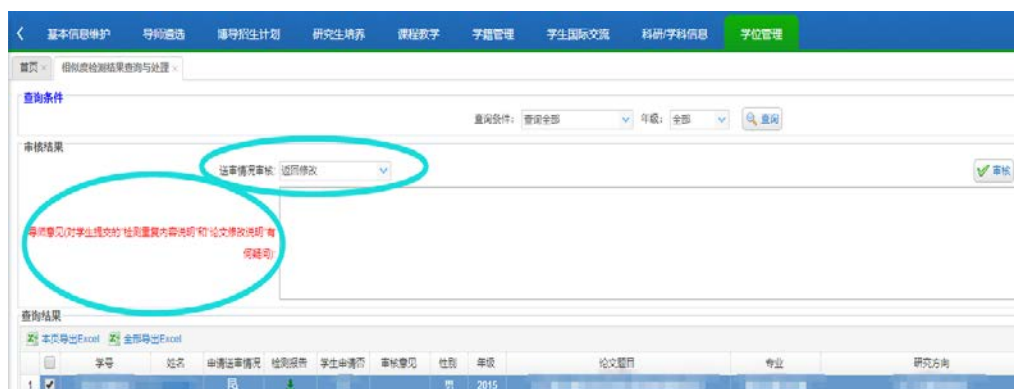 基本信息维护 导师遴选 博导招生计划 研究生培养 课程教学 学籍管理 学生国际交流 科研/学科信息 学位管理
首页 × 相似度检测结果查询与处理 ×
查询条件
查询条件: 查询全部 年级: 全部 查询
审核结果
送审情况审核: 返回修改 审核
导师意见(对学生提交的“检测重复内容说明”和“论文修改说明”有
何疑问):
查询结果
本页导出Excel 全部导出Excel
学号 姓名 申请送审情况 检测报告 学生申请否 审核意见 性别 年级 论文题目 专业 研究方向
1 男 2015